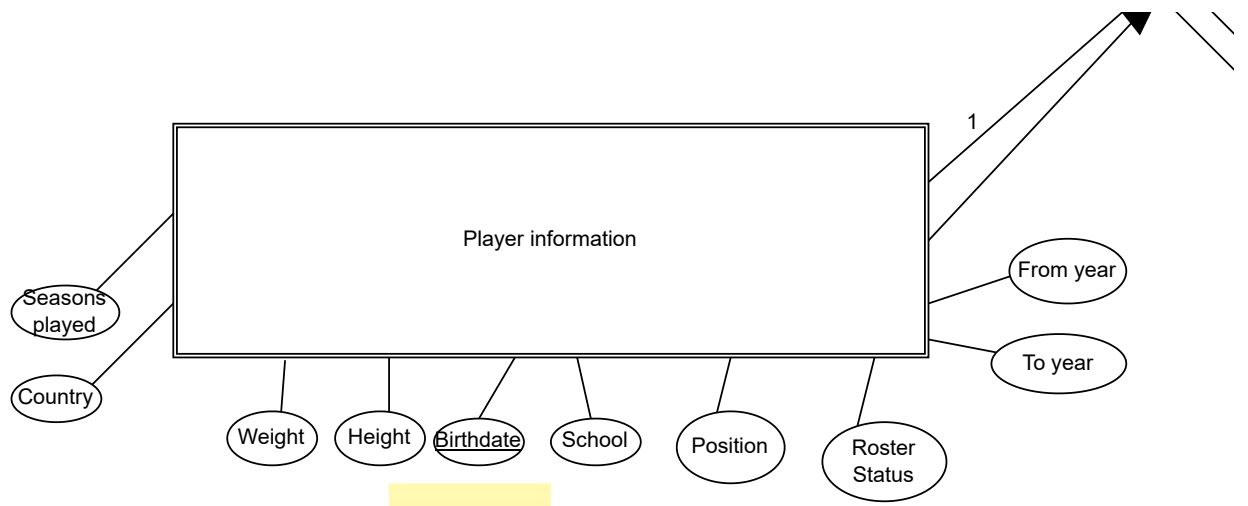 1
Player information
From year
Seasons
played
To year
Country
Weight
Height
Birthdate
School
Position
Roster
Status